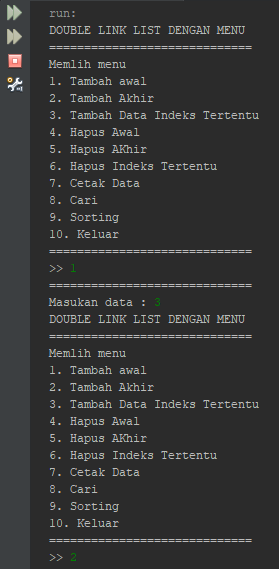 run:
DOUBLE LINK LIST DENGAN MENU
=============================
Memlih menu
1. Tambah awal
2. Tambah Akhir
3. Tambah Data Indeks Tertentu
4. Hapus Awal
5. Hapus AKhir
6. Hapus Indeks Tertentu
7. Cetak Data
8. Cari
9. Sorting
10. Keluar
=============================
>> 1
=============================
Masukan data : 3
DOUBLE LINK LIST DENGAN MENU
=============================
Memlih menu
1. Tambah awal
2. Tambah Akhir
3. Tambah Data Indeks Tertentu
4. Hapus Awal
5. Hapus AKhir
6. Hapus Indeks Tertentu
7. Cetak Data
8. Cari
9. Sorting
10. Keluar
=============================
>> 2